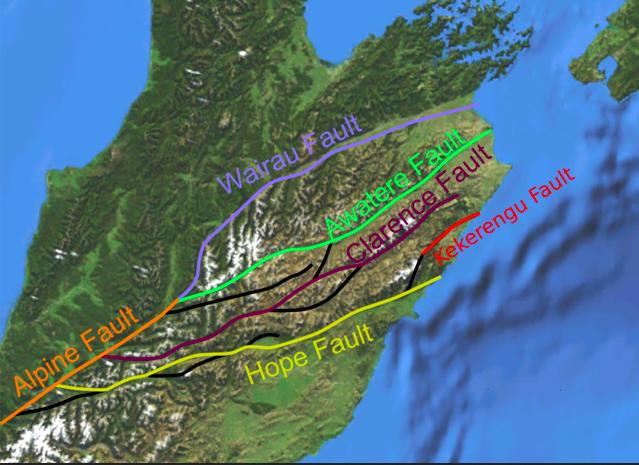 Wairau Fault
Awatere Fault
Clarence Fault
Kekerengu Fault
Alpine Fault
Hope Fault